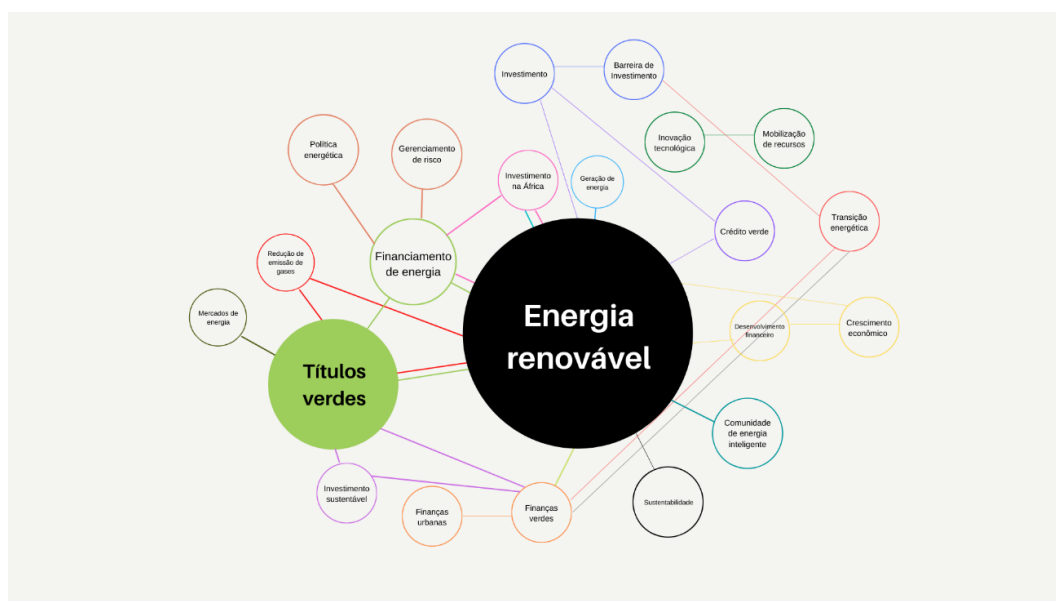 Investimento
Barreira de
Investimento
Política
energética
Gerenciamento
de risco
Inovação
tecnológica
Mobilização
de recursos
Investimento
na África
Geração de
energia
Crédito verde
Transição
energética
Redução de
emissão de
gases
Financiamento
de energia
Mercados de
energia
Energia
renovável
Desenvolvimento
financeiro
Crescimento
econômico
Títulos
verdes
Comunidade
de energia
inteligente
Investimento
sustentável
Finanças
urbanas
Finanças
verdes
Sustentabilidade